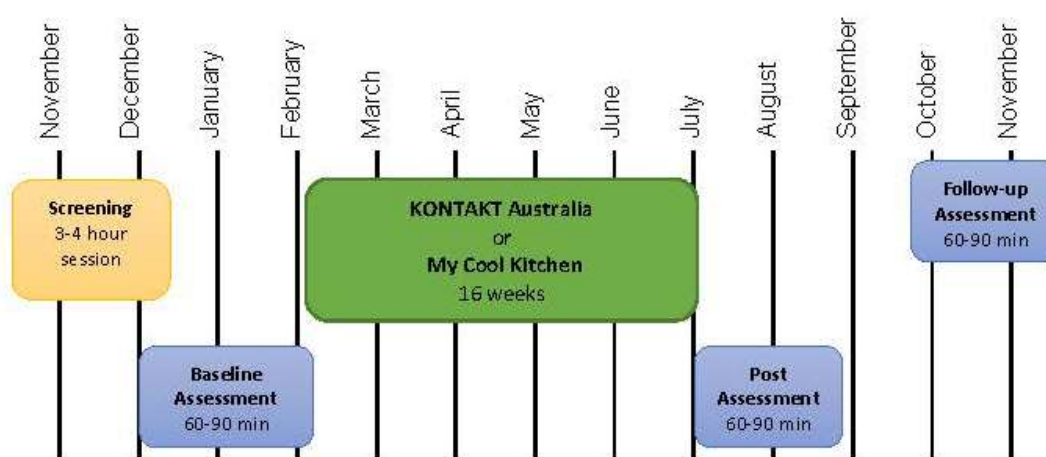 November
December
January
February
March
April
May
June
July
August
September
October
November
Screening
3-4 hour
session
KONTAKT Australia
or
My Cool Kitchen
16 weeks
Follow-up
Assessment
60-90 min
Baseline
Assessment
60-90 min
Post
Assessment
60-90 min